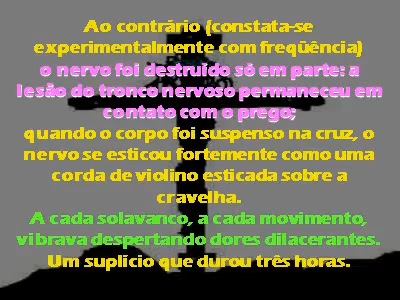 Ao contrário (constata-se
experimentalmente com freqüência)
o nervo foi destruído só em parte: a
lesão do tronco nervoso permaneceu em
contato com o prego;
quando o corpo foi suspenso na cruz, o
nervo se esticou fortemente como uma
corda de violino esticada sobre a
cravelha.
A cada solavanco, a cada movimento,
vibrava despertando dores dilacerantes.
Um suplício que durou três horas.